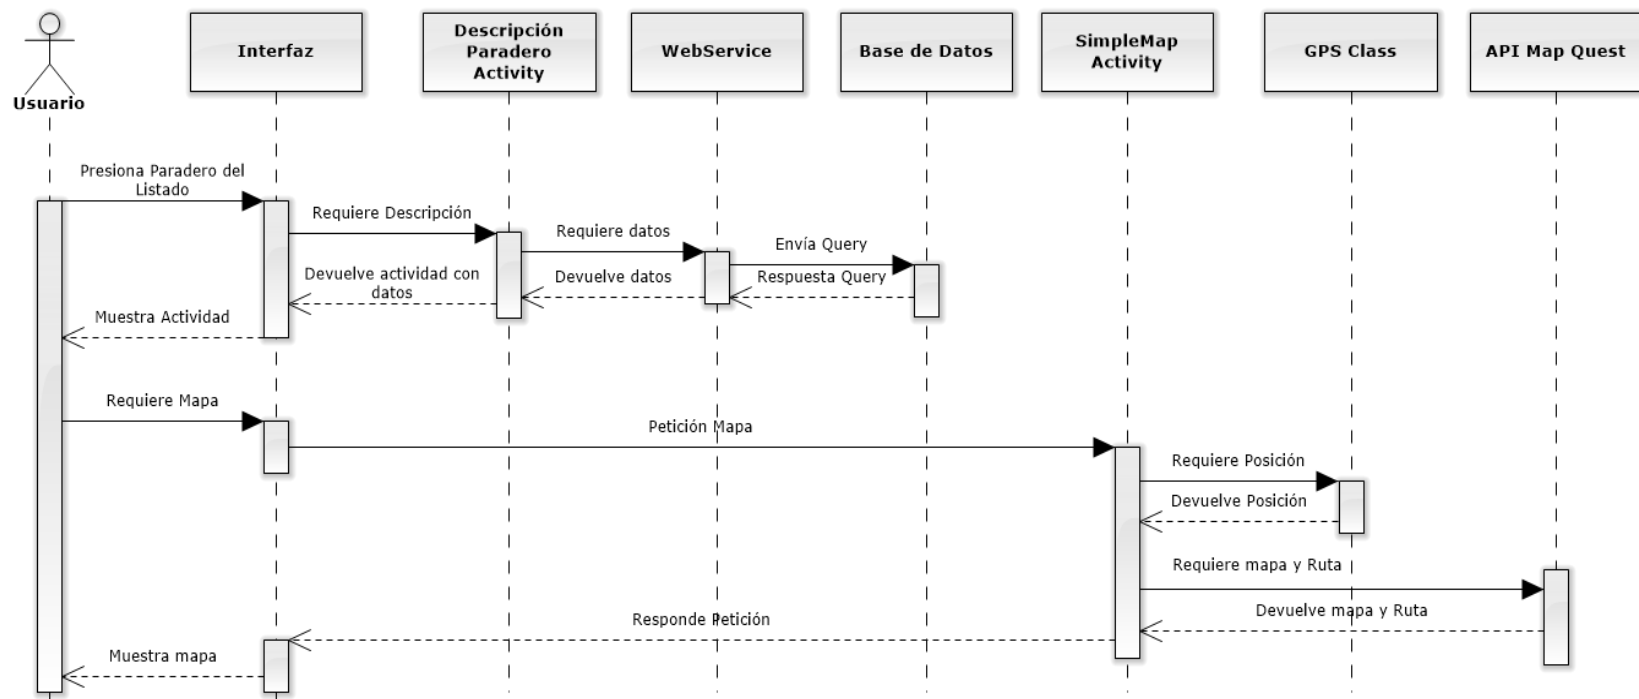 Usuario
Interfaz
Descripción
Paradero
Activity
WebService
Base de Datos
SimpleMap
Activity
GPS Class
API Map Quest
Presiona Paradero del
Listado
Requiere Descripción
Requiere datos
Envía Query
Respuesta Query
Devuelve datos
Devuelve actividad con
datos
Muestra Actividad
Requiere Mapa
Petición Mapa
Requiere Posición
Devuelve Posición
Requiere mapa y Ruta
Devuelve mapa y Ruta
Responde Petición
Muestra mapa